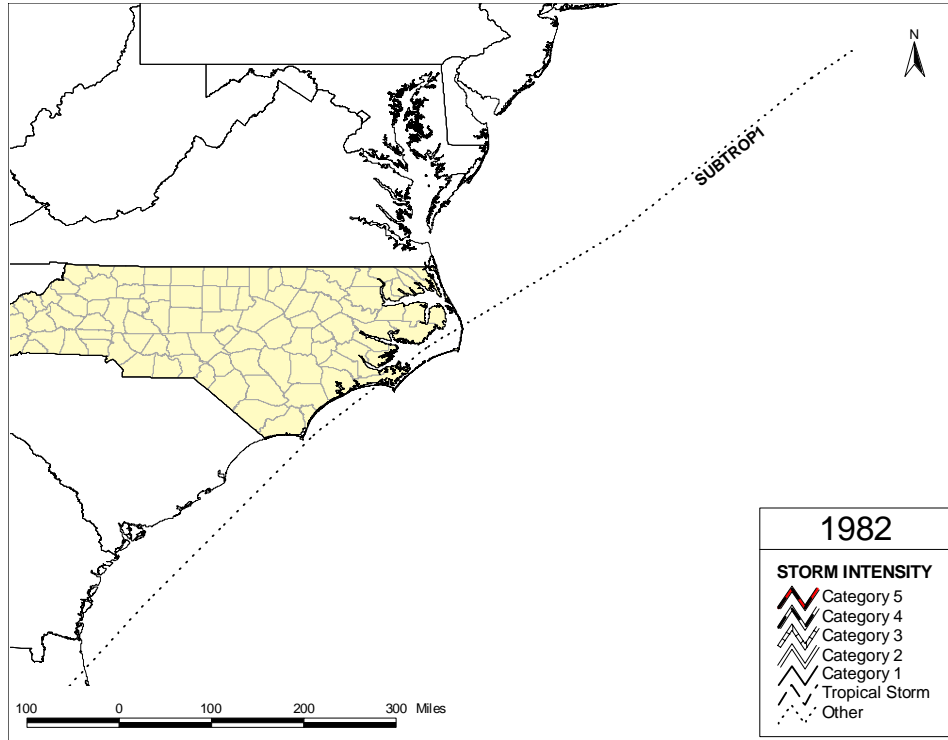 N
SUBTROP1
1982
STORM INTENSITY
Category 5
Category 4
Category 3
Category 2
Category 1
Tropical Storm
Other
100 0 100 200 300 Miles